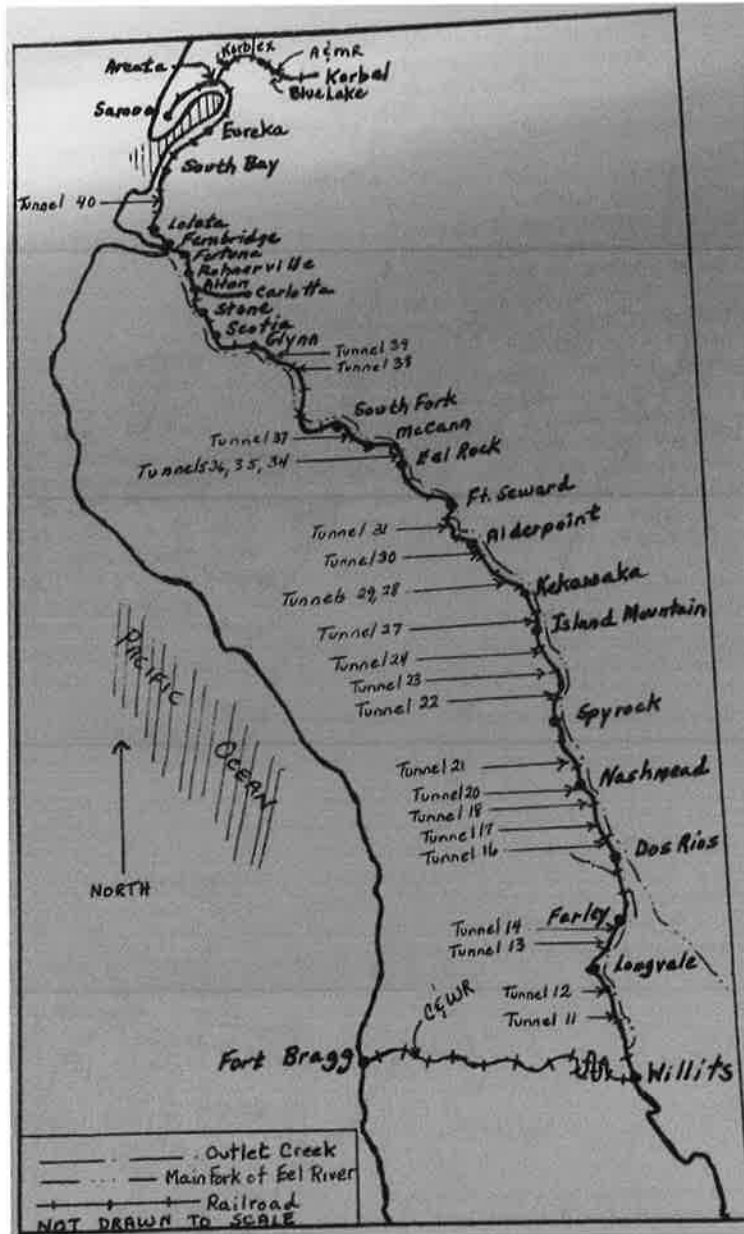 Korblex
A&MR
Arcata
Korbel
Blue Lake
Samoa
Eureka
South Bay
Tunnel 40
Loleta
Fernbridge
Fortuna
Rohnerville
Alton
Carlotta
Stone
Scotia
Glynn
Tunnel 39
Tunnel 38
South Fork
Tunnel 37
McCann
Tunnels 36, 35, 34
Eel Rock
Ft. Seward
Tunnel 31
Alderpoint
Tunnel 30
Kekawaka
Tunnels 29, 28
Island Mountain
Tunnel 27
Tunnel 24
Tunnel 23
Tunnel 22
Spyrock
PACIFIC
OCEAN
NORTH
Tunnel 21
Nashmead
Tunnel 20
Tunnel 18
Tunnel 17
Tunnel 16
Dos Rios
Farley
Tunnel 14
Tunnel 13
Longvale
Tunnel 12
Tunnel 11
C&WR
Fort Bragg
Willits
Outlet Creek
Main Fork of Eel River
Railroad
NOT DRAWN TO SCALE